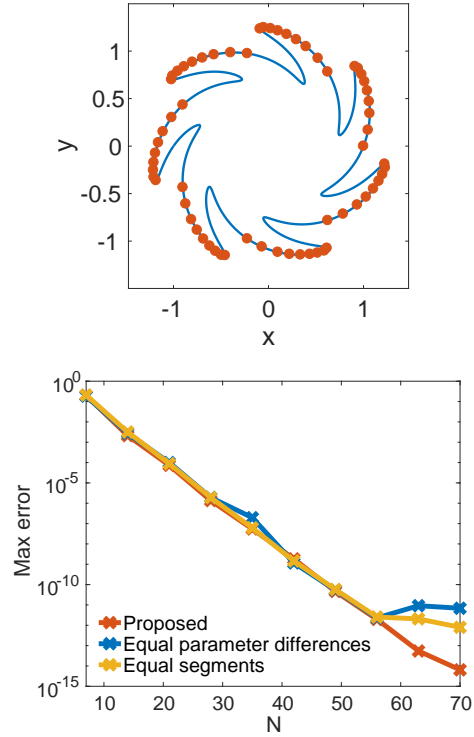 1
0.5
0
-0.5
-1
y
-1 0 1
x
10^0
10^-5
10^-10
10^-15
Max error
Proposed
Equal parameter differences
Equal segments
10 20 30 40 50 60 70
N